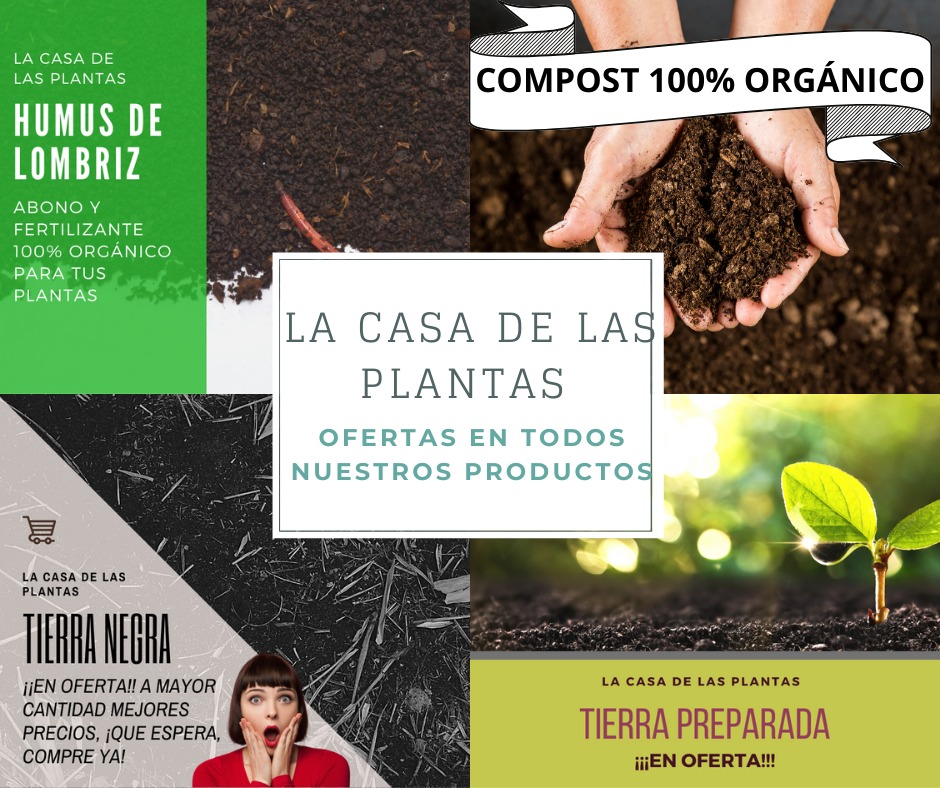 LA CASA DE
LAS PLANTAS
HUMUS DE
LOMBRIZ
ABONO Y
FERTILIZANTE
100% ORGÁNICO
PARA TUS
PLANTAS
COMPOST 100% ORGÁNICO
LA CASA DE LAS
PLANTAS
OFERTAS EN TODOS
NUESTROS PRODUCTOS
LA CASA DE LAS
PLANTAS
TIERRA NEGRA
¡¡EN OFERTA!! A MAYOR
CANTIDAD MEJORES
PRECIOS, ¡QUE ESPERA,
COMPRE YA!
LA CASA DE LAS PLANTAS
TIERRA PREPARADA
¡¡¡EN OFERTA!!!